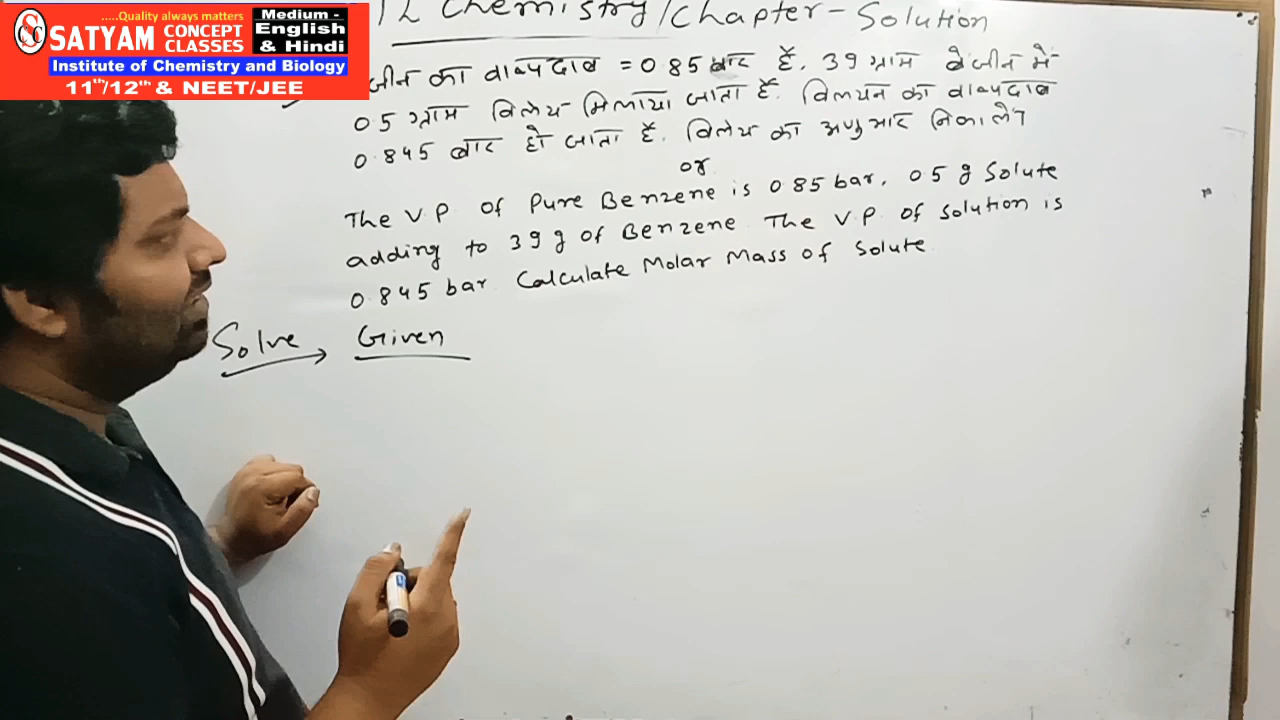 .....Quality always matters
SATYAM CONCEPT CLASSES
Medium -
English
& Hindi
Institute of Chemistry and Biology
11th/12th & NEET/JEE
12 Chemistry/Chapter-Solution
का वाष्पदाब = 0.85 बार है. 39 ग्राम बेंजीन में
0.5 ग्राम विलेय मिलाया जाता है. विलयन का वाष्पदाब
0.845 बार हो जाता है. विलेय का अणुभार निकाले?
or
The V.P. of Pure Benzene is 0.85 bar, 0.5 g Solute
adding to 39 g of Benzene The V.P. of solution is
0.845 bar Calculate Molar Mass of Solute
Solve → Given